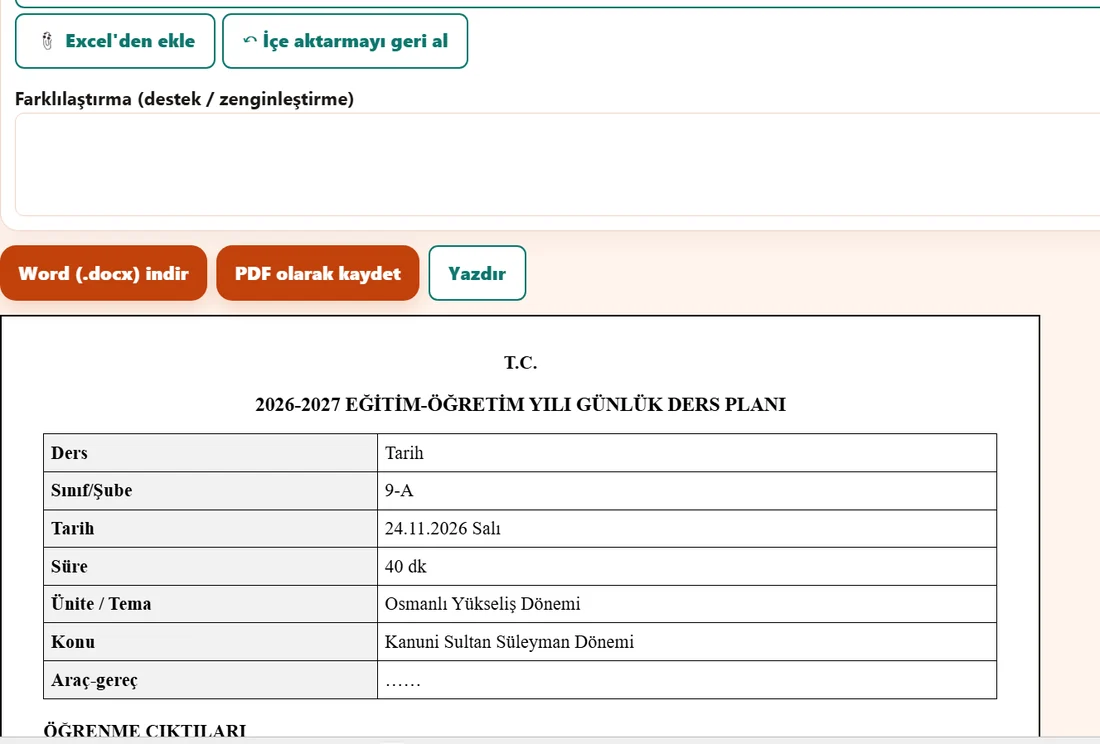 Excel'den ekle
↶ İçe aktarmayı geri al
Farklılaştırma (destek / zenginleştirme)
Word (.docx) indir
PDF olarak kaydet
Yazdır
T.C.
2026-2027 EĞİTİM-ÖĞRETİM YILI GÜNLÜK DERS PLANI
Ders Tarih
Sınıf/Şube 9-A
Tarih 24.11.2026 Salı
Süre 40 dk
Ünite / Tema Osmanlı Yükseliş Dönemi
Konu Kanuni Sultan Süleyman Dönemi
Araç-gereç ……
ÖĞRENME ÇIKTILARI